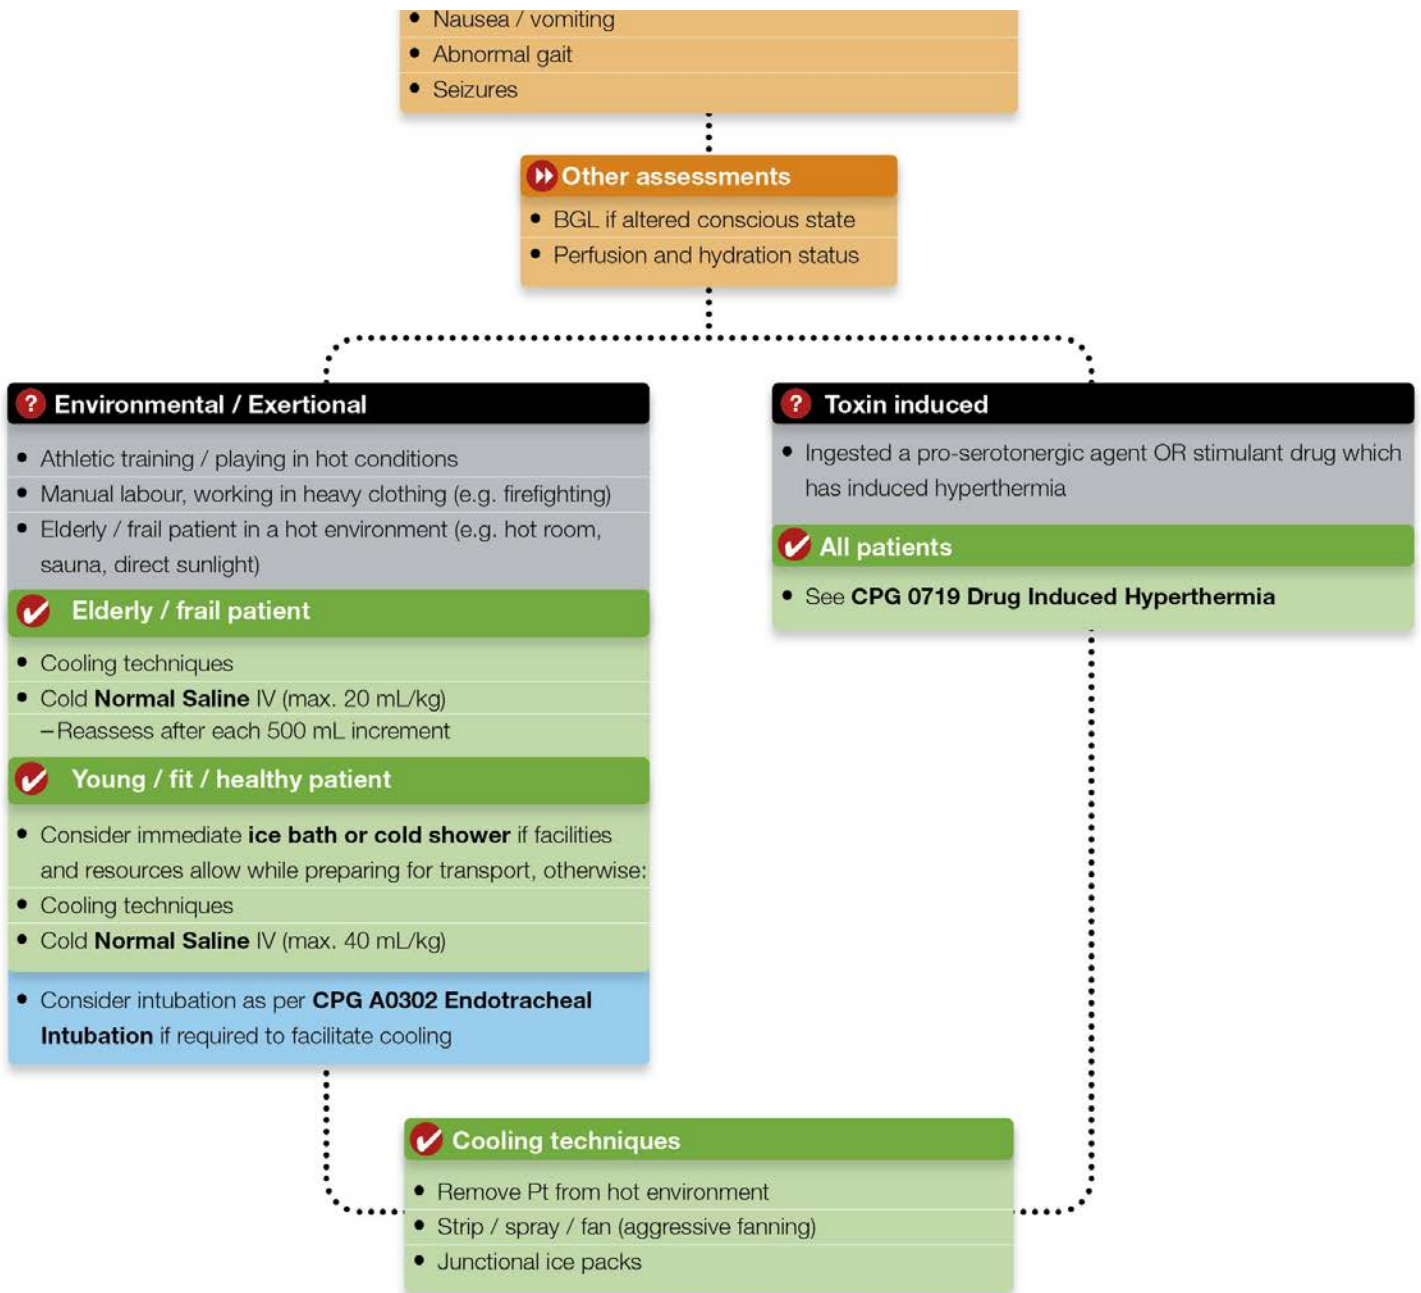 • Nausea / vomiting
• Abnormal gait
• Seizures
Other assessments
• BGL if altered conscious state
• Perfusion and hydration status
? Environmental / Exertional
• Athletic training / playing in hot conditions
• Manual labour, working in heavy clothing (e.g. firefighting)
• Elderly / frail patient in a hot environment (e.g. hot room,
sauna, direct sunlight)
Elderly / frail patient
• Cooling techniques
• Cold Normal Saline IV (max. 20 mL/kg)
– Reassess after each 500 mL increment
Young / fit / healthy patient
• Consider immediate ice bath or cold shower if facilities
and resources allow while preparing for transport, otherwise:
• Cooling techniques
• Cold Normal Saline IV (max. 40 mL/kg)
• Consider intubation as per CPG A0302 Endotracheal
Intubation if required to facilitate cooling
? Toxin induced
• Ingested a pro-serotonergic agent OR stimulant drug which
has induced hyperthermia
All patients
• See CPG 0719 Drug Induced Hyperthermia
Cooling techniques
• Remove Pt from hot environment
• Strip / spray / fan (aggressive fanning)
• Junctional ice packs